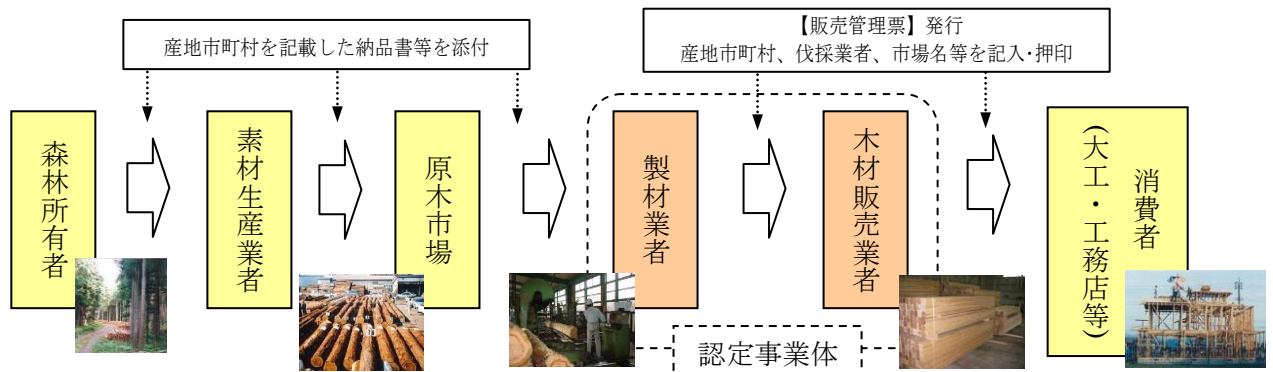 産地市町村を記載した納品書等を添付
【販売管理票】発行
産地市町村、伐採業者、市場名等を記入・押印
森林所有者
素材生産業者
原木市場
製材業者
木材販売業者
消費者
(大工・工務店等)
認定事業体